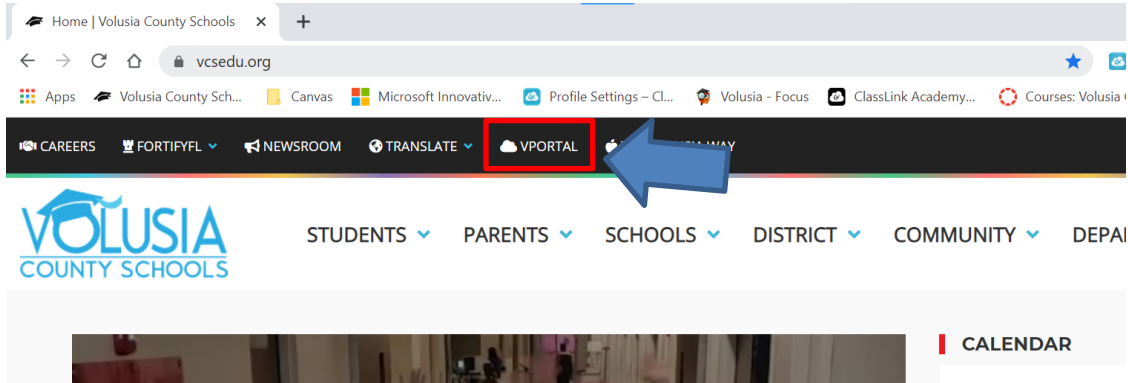 Home | Volusia County Schools
vcsedu.org
Apps Volusia County Sch... Canvas Microsoft Innovativ... Profile Settings – Cl... Volusia - Focus ClassLink Academy... Courses: Volusia
CAREERS FORTIFYFL NEWSROOM TRANSLATE VPORTAL WAY
VOLUSIA
COUNTY SCHOOLS
STUDENTS PARENTS SCHOOLS DISTRICT COMMUNITY DEPA
CALENDAR